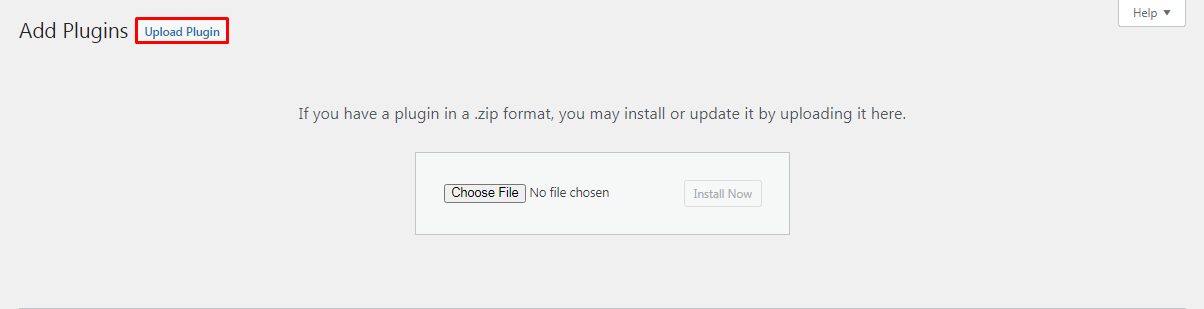 Help ▼
Add Plugins Upload Plugin
If you have a plugin in a .zip format, you may install or update it by uploading it here.
Choose File No file chosen Install Now